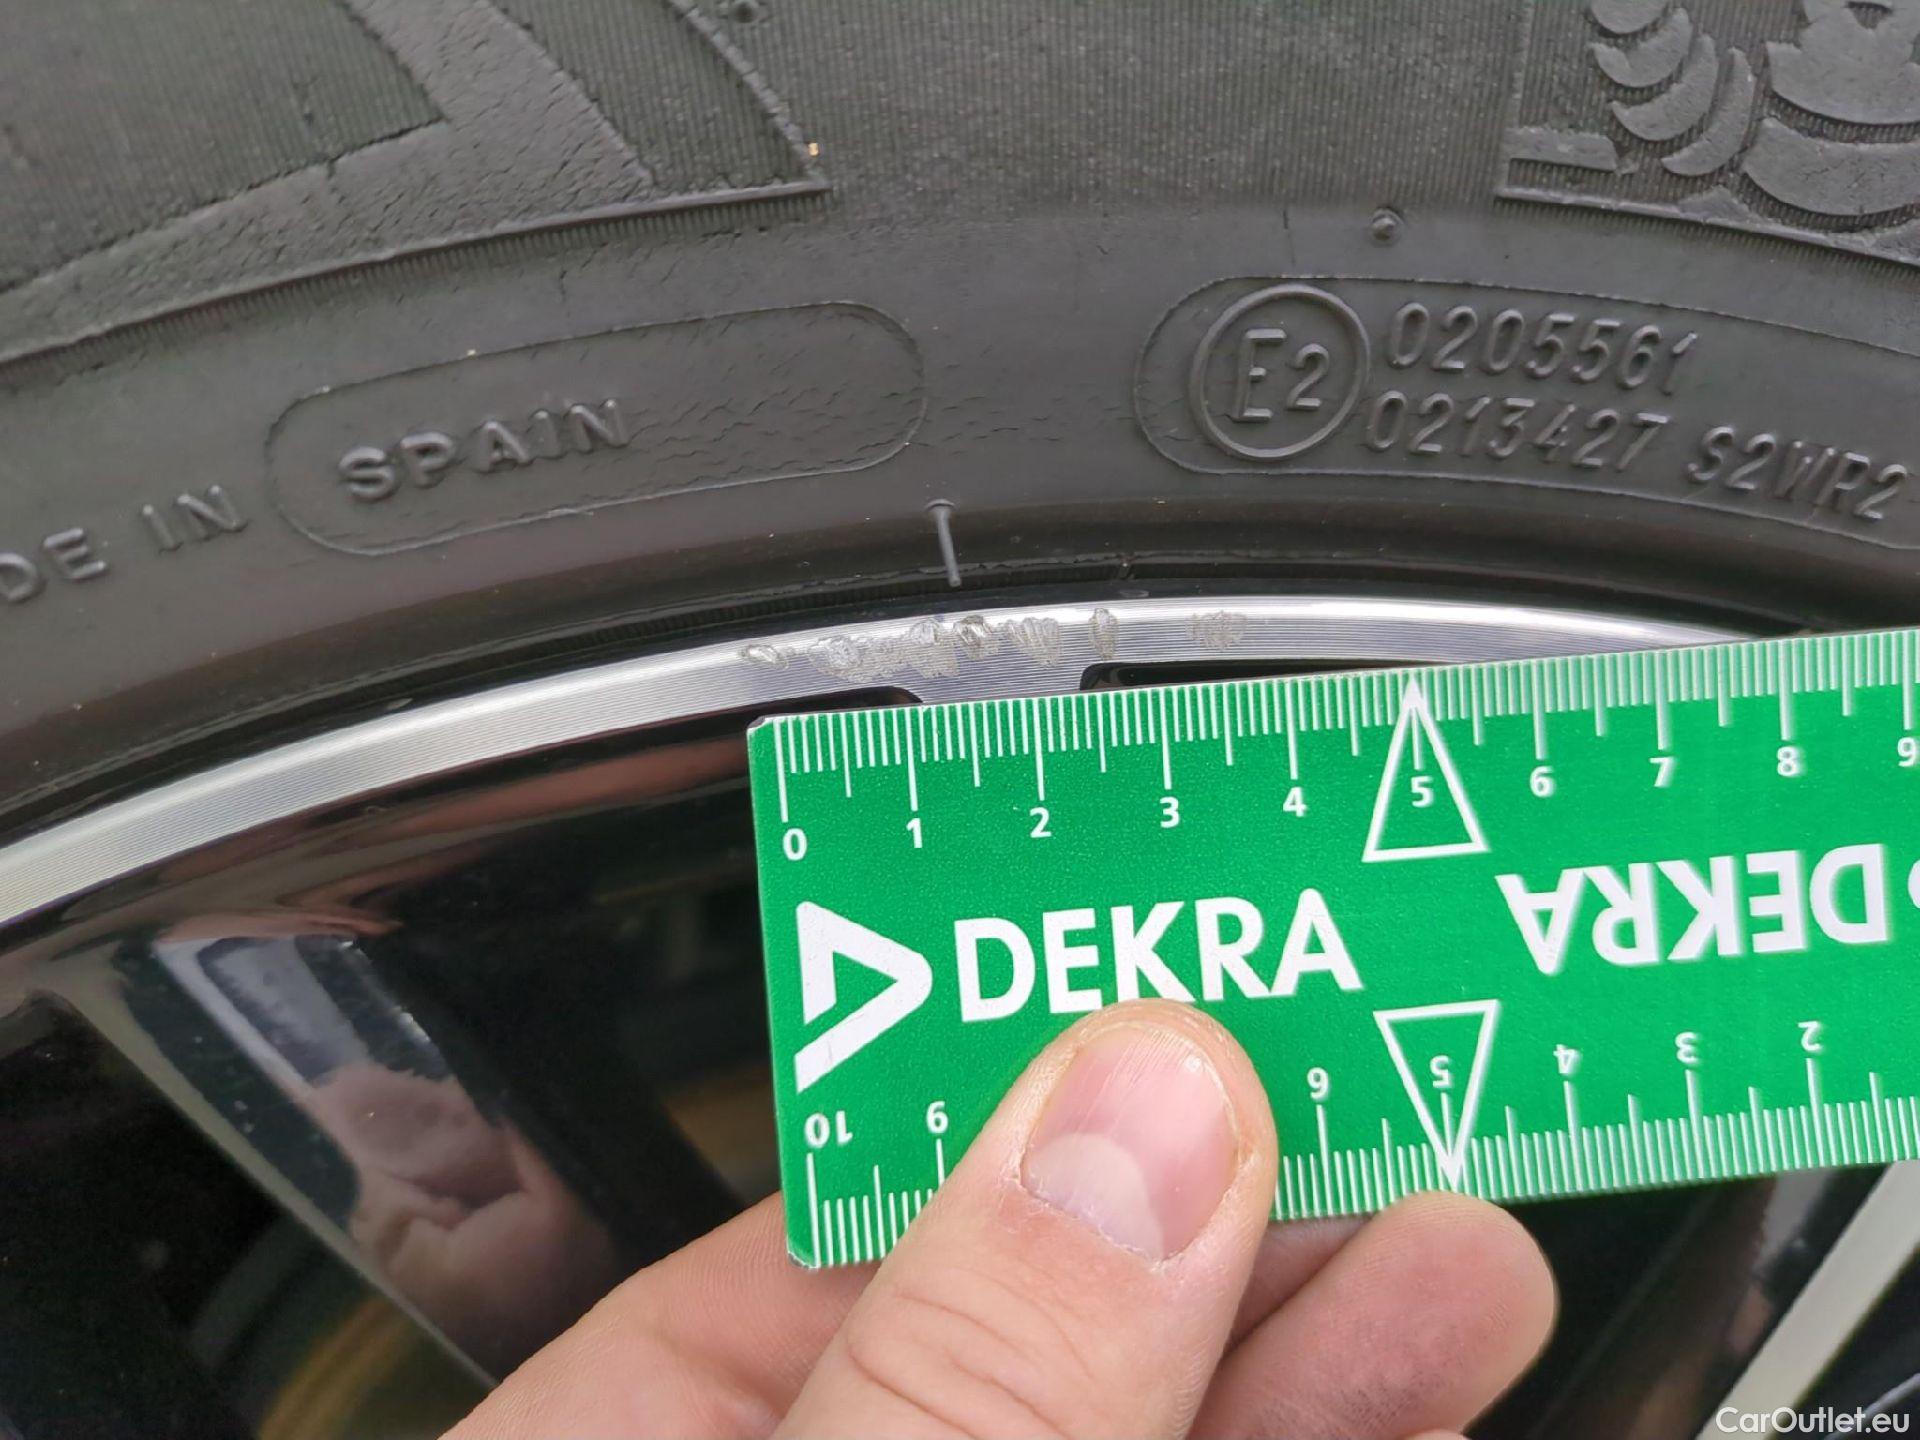 DE IN SPAIN
E2 0205561
0213427 S2WR2
0 1 2 3 4 5 6 7 8 9
DEKRA
DEKRA
10 9 6 5 4 3 2
CarOutlet.eu